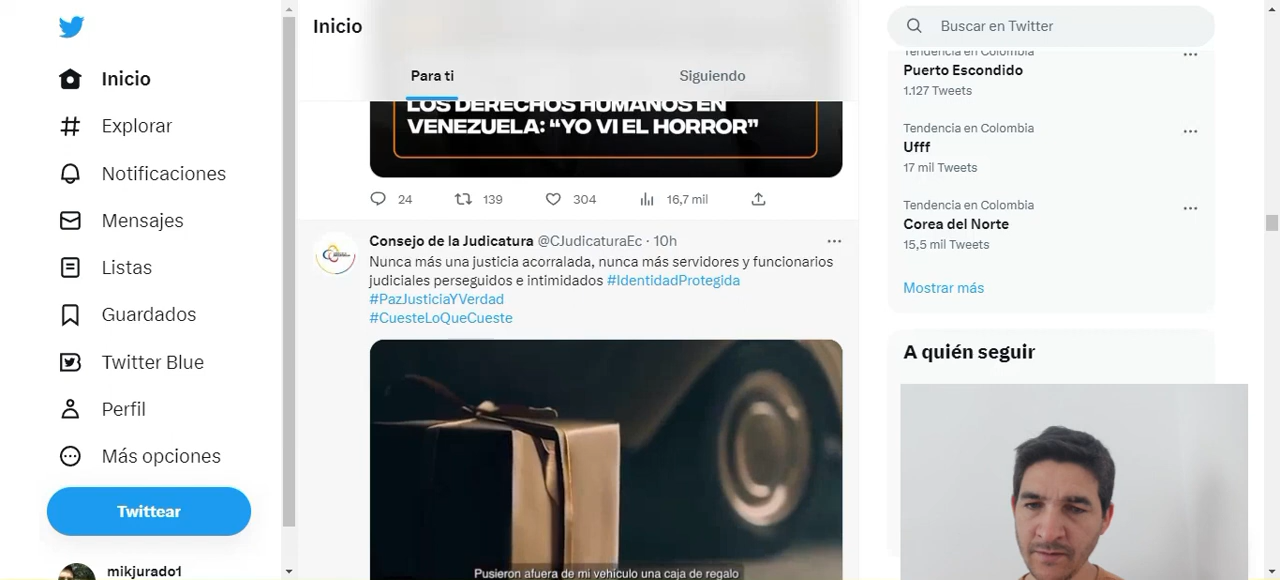 Inicio
Explorar
Notificaciones
Mensajes
Listas
Guardados
Twitter Blue
Perfil
Más opciones
Twittear
mikjurado1
Inicio
Para ti
Siguiendo
LOS DERECHOS HUMANOS EN
VENEZUELA: “YO VI EL HORROR”
24
139
304
16,7 mil
Consejo de la Judicatura @CJudicaturaEc · 10h
Nunca más una justicia acorralada, nunca más servidores y funcionarios
judiciales perseguidos e intimidados #IdentidadProtegida
#PazJusticiaYVerdad
#CuesteLoQueCueste
Pusieron afuera de mi vehículo una caja de regalo
Buscar en Twitter
Tendencia en Colombia
Puerto Escondido
1.127 Tweets
Tendencia en Colombia
Ufff
17 mil Tweets
Tendencia en Colombia
Corea del Norte
15,5 mil Tweets
Mostrar más
A quién seguir